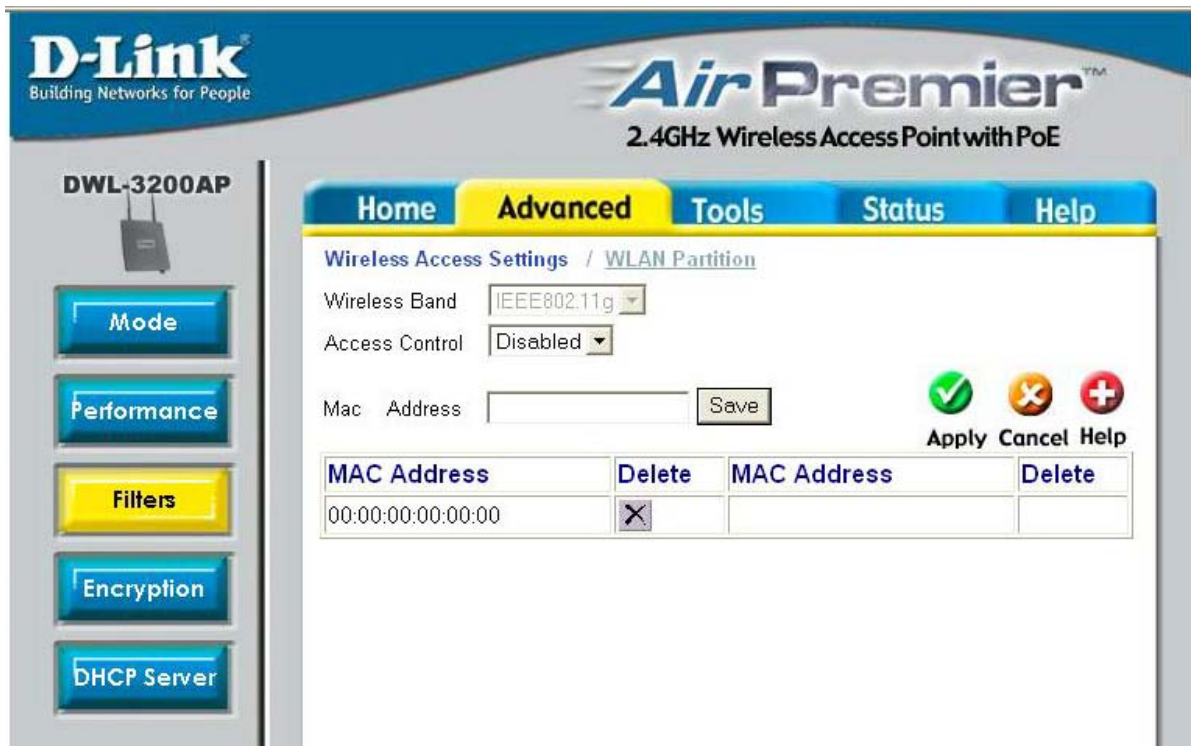 D-Link
Building Networks for People
Air Premier™
2.4GHz Wireless Access Point with PoE
DWL-3200AP
Mode
Performance
Filters
Encryption
DHCP Server
Home Advanced Tools Status Help
Wireless Access Settings / WLAN Partition
Wireless Band IEEE802.11g
Access Control Disabled
Mac Address Save
Apply Cancel Help
MAC Address Delete MAC Address Delete
00:00:00:00:00:00 X